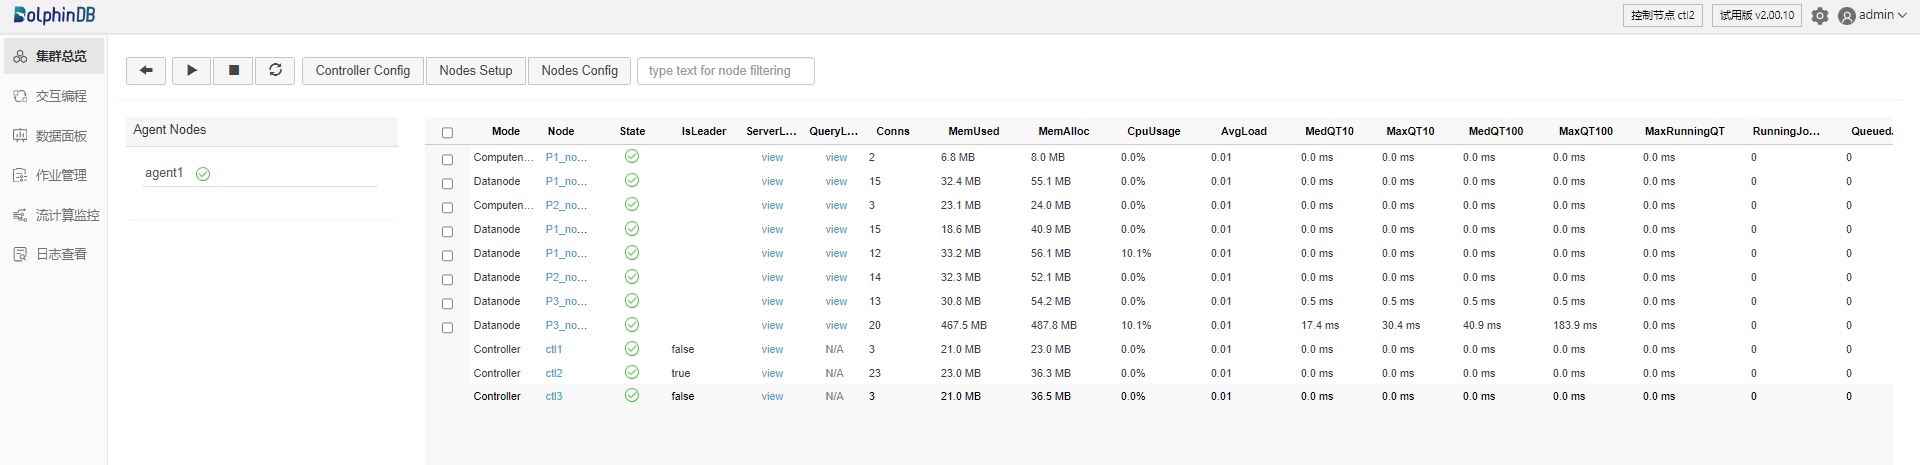 DolphinDB
控制节点 ctl2
试用版 v2.00.10
admin
集群总览
交互编程
数据面板
作业管理
流计算监控
日志查看
Controller Config
Nodes Setup
Nodes Config
type text for node filtering
Agent Nodes
agent1
Mode Node State IsLeader ServerL... QueryL... Conns MemUsed MemAlloc CpuUsage AvgLoad MedQT10 MaxQT10 MedQT100 MaxQT100 MaxRunningQT RunningJo... Queued
Computen... P1_no... view view 2 6.8 MB 8.0 MB 0.0% 0.01 0.0 ms 0.0 ms 0.0 ms 0.0 ms 0.0 ms 0 0
Datanode P1_no... view view 15 32.4 MB 55.1 MB 0.0% 0.01 0.0 ms 0.0 ms 0.0 ms 0.0 ms 0.0 ms 0 0
Computen... P2_no... view view 3 23.1 MB 24.0 MB 0.0% 0.01 0.0 ms 0.0 ms 0.0 ms 0.0 ms 0.0 ms 0 0
Datanode P1_no... view view 15 18.6 MB 40.9 MB 0.0% 0.01 0.0 ms 0.0 ms 0.0 ms 0.0 ms 0.0 ms 0 0
Datanode P1_no... view view 12 33.2 MB 56.1 MB 10.1% 0.01 0.0 ms 0.0 ms 0.0 ms 0.0 ms 0.0 ms 0 0
Datanode P2_no... view view 14 32.3 MB 52.1 MB 0.0% 0.01 0.0 ms 0.0 ms 0.0 ms 0.0 ms 0.0 ms 0 0
Datanode P3_no... view view 13 30.8 MB 54.2 MB 0.0% 0.01 0.5 ms 0.5 ms 0.5 ms 0.5 ms 0.0 ms 0 0
Datanode P3_no... view view 20 467.5 MB 487.8 MB 10.1% 0.01 17.4 ms 30.4 ms 40.9 ms 183.9 ms 0.0 ms 0 0
Controller ctl1 false view N/A 3 21.0 MB 23.0 MB 0.0% 0.01 0.0 ms 0.0 ms 0.0 ms 0.0 ms 0.0 ms 0 0
Controller ctl2 true view N/A 23 23.0 MB 36.3 MB 0.0% 0.01 0.0 ms 0.0 ms 0.0 ms 0.0 ms 0.0 ms 0 0
Controller ctl3 false view N/A 3 21.0 MB 36.5 MB 0.0% 0.01 0.0 ms 0.0 ms 0.0 ms 0.0 ms 0.0 ms 0 0